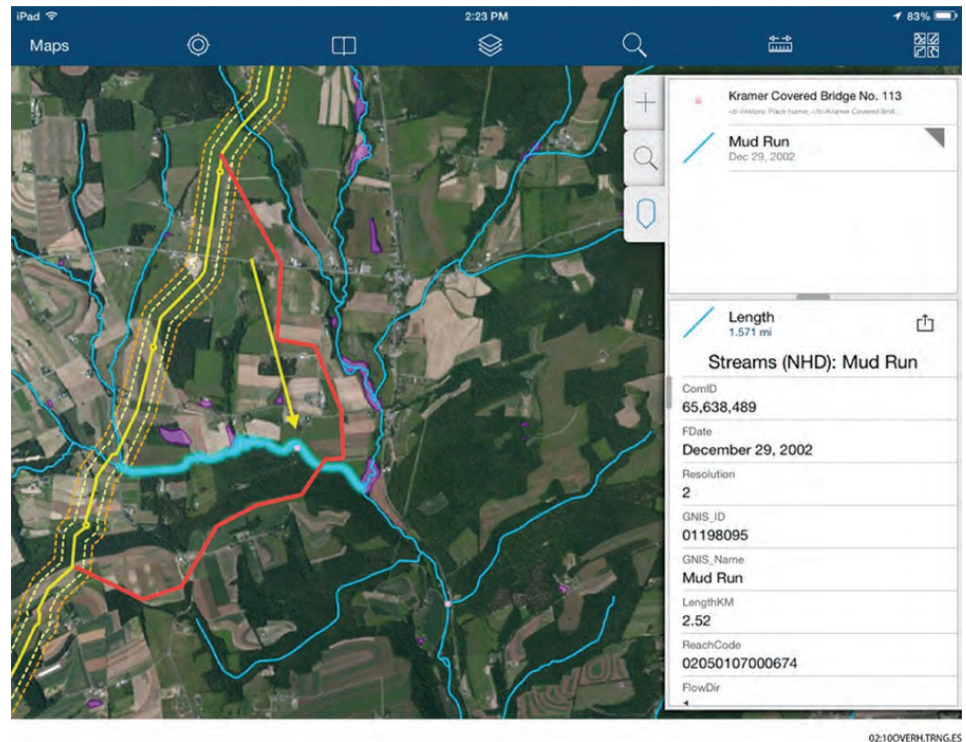 iPad
2:23 PM
83%
Maps
Kramer Covered Bridge No. 113
Mud Run
Dec 29, 2002
Length
1.571 mi
Streams (NHD): Mud Run
ComID
65,638,489
FDate
December 29, 2002
Resolution
2
GNIS_ID
01198095
GNIS_Name
Mud Run
LengthKM
2.52
ReachCode
02050107000674
FlowDir
02:10OVERH.TRNG.ES